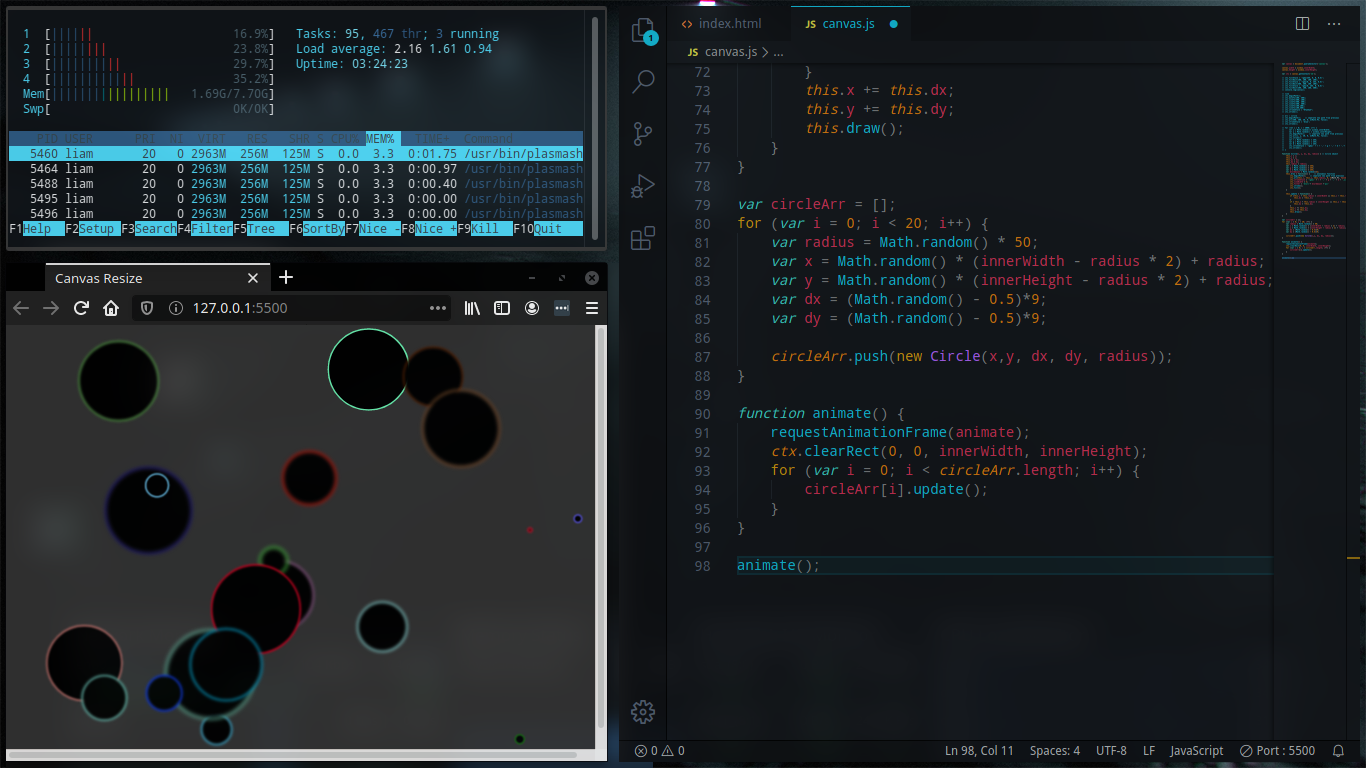 1 [||||||| 16.9%] Tasks: 95, 467 thr; 3 running
2 [||||||||| 23.8%] Load average: 2.16 1.61 0.94
3 [||||||||||| 29.7%] Uptime: 03:24:23
4 [||||||||||||| 35.2%]
Mem[|||||||||||||||||||| 1.69G/7.70G]
Swp[ 0K/0K]
PID USER PRI NI VIRT RES SHR S CPU% MEM% TIME+ Command
5460 liam 20 0 2963M 256M 125M S 0.0 3.3 0:01.75 /usr/bin/plasmash
5464 liam 20 0 2963M 256M 125M S 0.0 3.3 0:00.97 /usr/bin/plasmash
5488 liam 20 0 2963M 256M 125M S 0.0 3.3 0:00.40 /usr/bin/plasmash
5495 liam 20 0 2963M 256M 125M S 0.0 3.3 0:00.00 /usr/bin/plasmash
5496 liam 20 0 2963M 256M 125M S 0.0 3.3 0:00.00 /usr/bin/plasmash
F1Help F2Setup F3SearchF4FilterF5Tree F6SortByF7Nice -F8Nice +F9Kill F10Quit
Canvas Resize
127.0.0.1:5500
<> index.html JS canvas.js
1
JS canvas.js > ...
72 }
73 this.x += this.dx;
74 this.y += this.dy;
75 this.draw();
76 }
77 }
78
79 var circleArr = [];
80 for (var i = 0; i < 20; i++) {
81 var radius = Math.random() * 50;
82 var x = Math.random() * (innerWidth - radius * 2) + radius;
83 var y = Math.random() * (innerHeight - radius * 2) + radius;
84 var dx = (Math.random() - 0.5)*9;
85 var dy = (Math.random() - 0.5)*9;
86
87 circleArr.push(new Circle(x,y, dx, dy, radius));
88 }
89
90 function animate() {
91 requestAnimationFrame(animate);
92 ctx.clearRect(0, 0, innerWidth, innerHeight);
93 for (var i = 0; i < circleArr.length; i++) {
94 circleArr[i].update();
95 }
96 }
97
98 animate();
0 0 Ln 98, Col 11 Spaces: 4 UTF-8 LF JavaScript Port : 5500